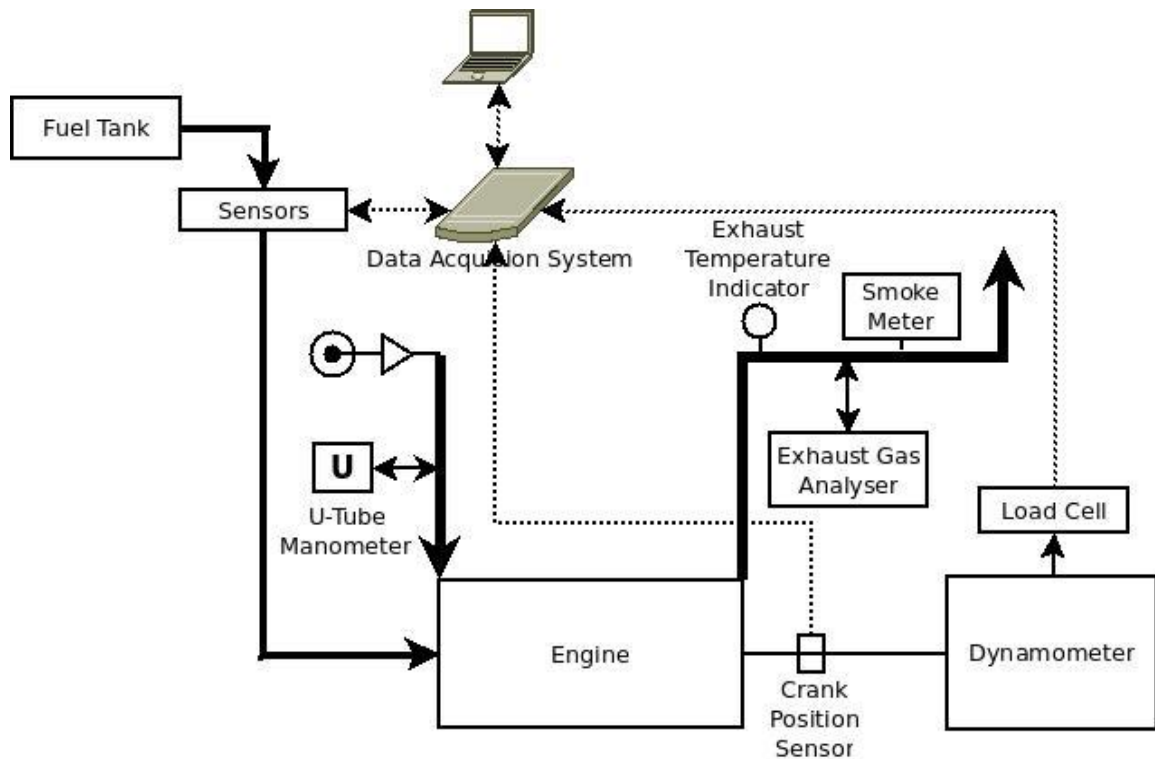 Fuel Tank
Sensors
Data Acquision System
Exhaust
Temperature
Indicator
Smoke
Meter
U
U-Tube
Manometer
Exhaust Gas
Analyser
Load Cell
Engine
Dynamometer
Crank
Position
Sensor